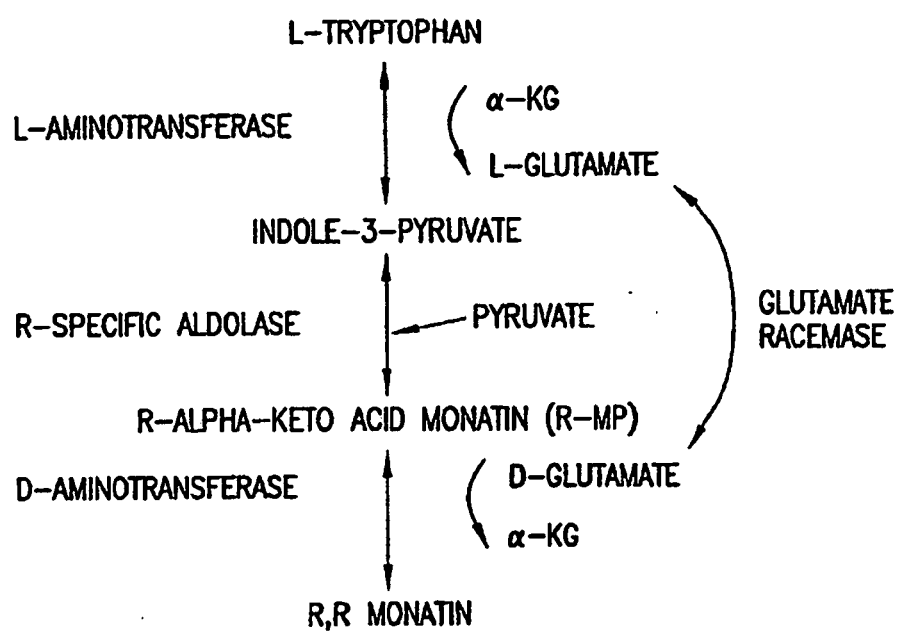 L-TRYPTOPHAN
α-KG
L-AMINOTRANSFERASE
L-GLUTAMATE
INDOLE-3-PYRUVATE
R-SPECIFIC ALDOLASE
PYRUVATE
GLUTAMATE
RACEMASE
R-ALPHA-KETO ACID MONATIN (R-MP)
D-AMINOTRANSFERASE
D-GLUTAMATE
α-KG
R,R MONATIN